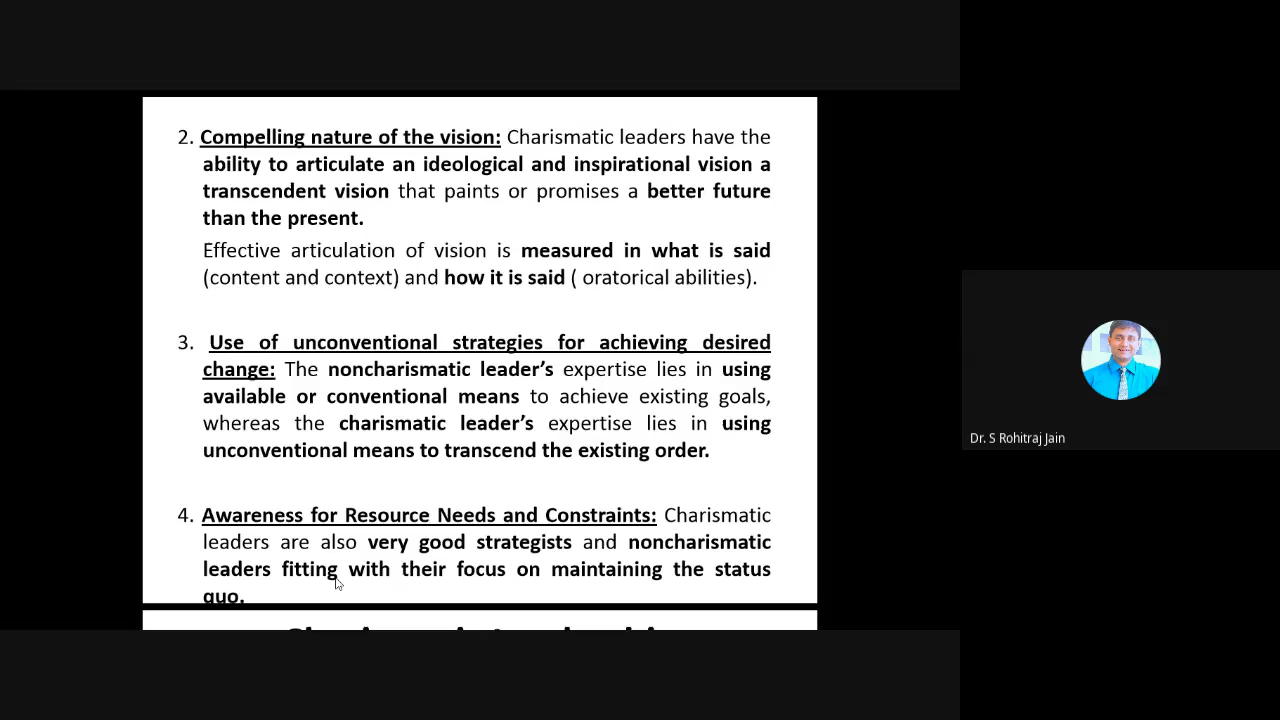 2. Compelling nature of the vision: Charismatic leaders have the
ability to articulate an ideological and inspirational vision a
transcendent vision that paints or promises a better future
than the present.
Effective articulation of vision is measured in what is said
(content and context) and how it is said ( oratorical abilities).
3. Use of unconventional strategies for achieving desired
change: The noncharismatic leader’s expertise lies in using
available or conventional means to achieve existing goals,
whereas the charismatic leader’s expertise lies in using
unconventional means to transcend the existing order.
4. Awareness for Resource Needs and Constraints: Charismatic
leaders are also very good strategists and noncharismatic
leaders fitting with their focus on maintaining the status
quo.
Dr. S Rohitraj Jain